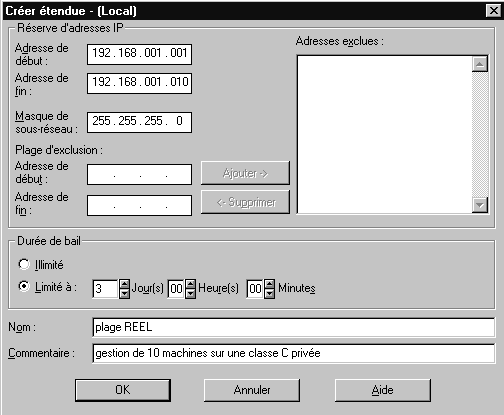 Créer étendue - (Local)
Réserve d'adresses IP
Adresse de début : 192 . 168 . 001 . 001
Adresse de fin : 192 . 168 . 001 . 010
Masque de sous-réseau : 255 . 255 . 255 . 0
Plage d'exclusion :
Adresse de début : . . .
Ajouter ->
Adresse de fin : . . .
<- Supprimer
Adresses exclues :
Durée de bail
Illimité
Limité à : 3 Jour(s) 00 Heure(s) 00 Minutes
Nom : plage REEL
Commentaire : gestion de 10 machines sur une classe C privée
OK Annuler Aide